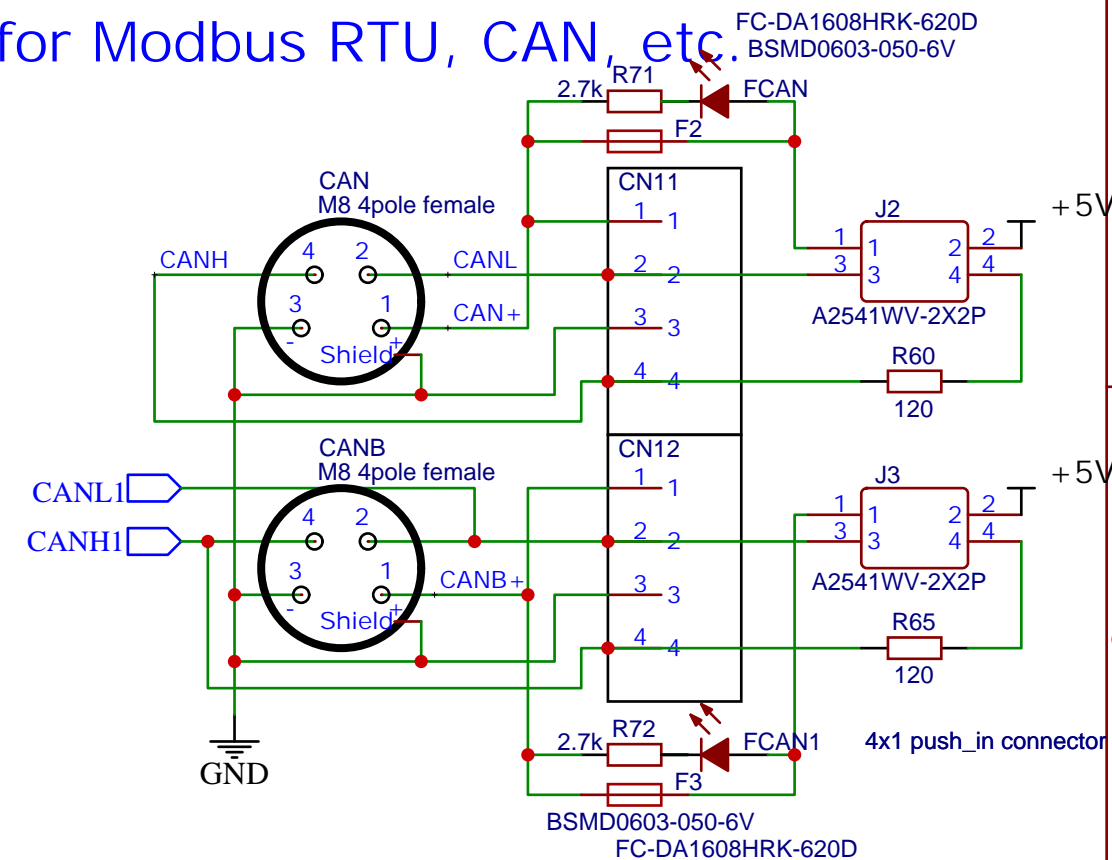 for Modbus RTU, CAN, etc.
FC-DA1608HRK-620D
BSMD0603-050-6V
R71
2.7k
FCAN
F2
CAN
M8 4pole female
CN11
1 1
J2
+5V
CANH
4 2
CANL
2 2
1 1 2 2
3 3 4 4
3 1
CAN+
3 3
A2541WV-2X2P
- +
Shield
R60
4 4
120
CANB
M8 4pole female
CN12
CANL1
1 1
J3
+5V
CANH1
4 2
2 2
1 1 2 2
3 3 4 4
3 1
CANB+
3 3
A2541WV-2X2P
- +
Shield
R65
4 4
120
R72
2.7k
FCAN1
4x1 push_in connector
GND
F3
BSMD0603-050-6V
FC-DA1608HRK-620D